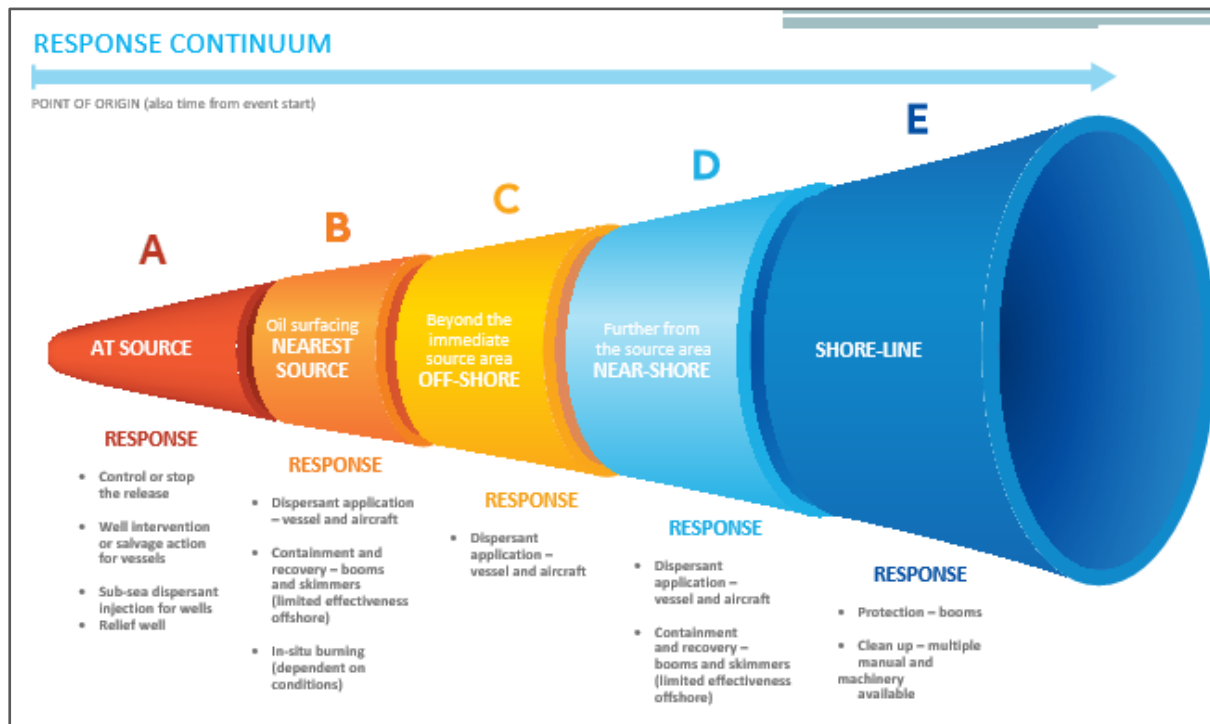 RESPONSE CONTINUUM
POINT OF ORIGIN (also time from event start)
A
B
C
D
E
AT SOURCE
Oil surfacing
NEAREST
SOURCE
Beyond the
immediate
source area
OFF-SHORE
Further from
the source area
NEAR-SHORE
SHORE-LINE
RESPONSE
• Control or stop
the release
• Well intervention
or salvage action
for vessels
• Sub-sea dispersant
injection for wells
• Relief well
RESPONSE
• Dispersant application
– vessel and aircraft
• Containment and
recovery – booms
and skimmers
(limited effectiveness
offshore)
• In-situ burning
(dependent on
conditions)
RESPONSE
• Dispersant
application –
vessel and aircraft
RESPONSE
• Dispersant
application –
vessel and aircraft
• Containment
and recovery –
booms and skimmers
(limited effectiveness
offshore)
RESPONSE
• Protection – booms
• Clean up – multiple
manual and
machinery
available